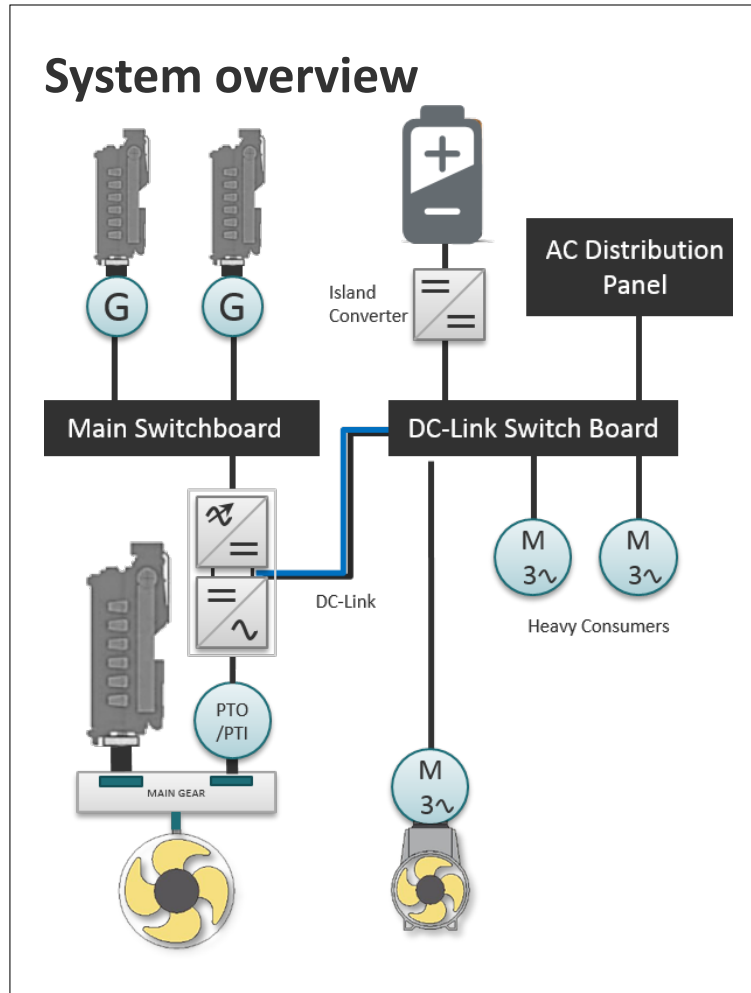 System overview
G
G
Island
Converter
AC Distribution
Panel
Main Switchboard
DC-Link Switch Board
M
3∿
M
3∿
DC-Link
Heavy Consumers
PTO
/PTI
M
3∿
MAIN GEAR